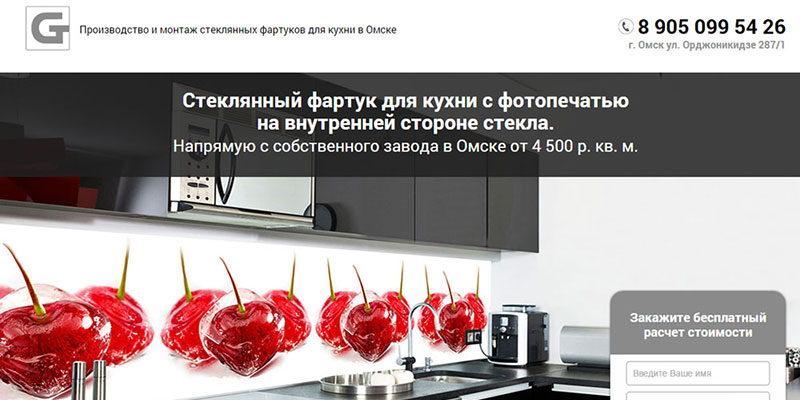 G
Производство и монтаж стеклянных фартуков для кухни в Омске
8 905 099 54 26
г. Омск ул. Орджоникидзе 287/1
Стеклянный фартук для кухни с фотопечатью
на внутренней стороне стекла.
Напрямую с собственного завода в Омске от 4 500 р. кв. м.
Закажите бесплатный
расчет стоимости
Введите Ваше имя